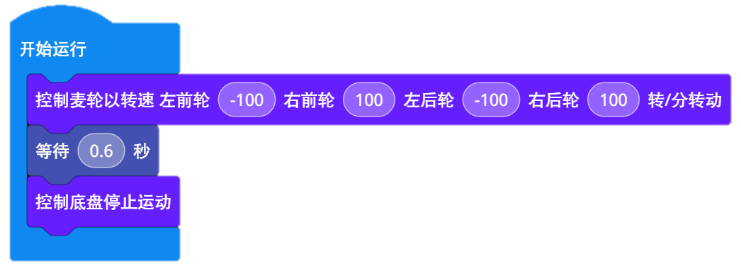 开始运行
控制麦轮以转速 左前轮 -100 右前轮 100 左后轮 -100 右后轮 100 转/分转动
等待 0.6 秒
控制底盘停止运动